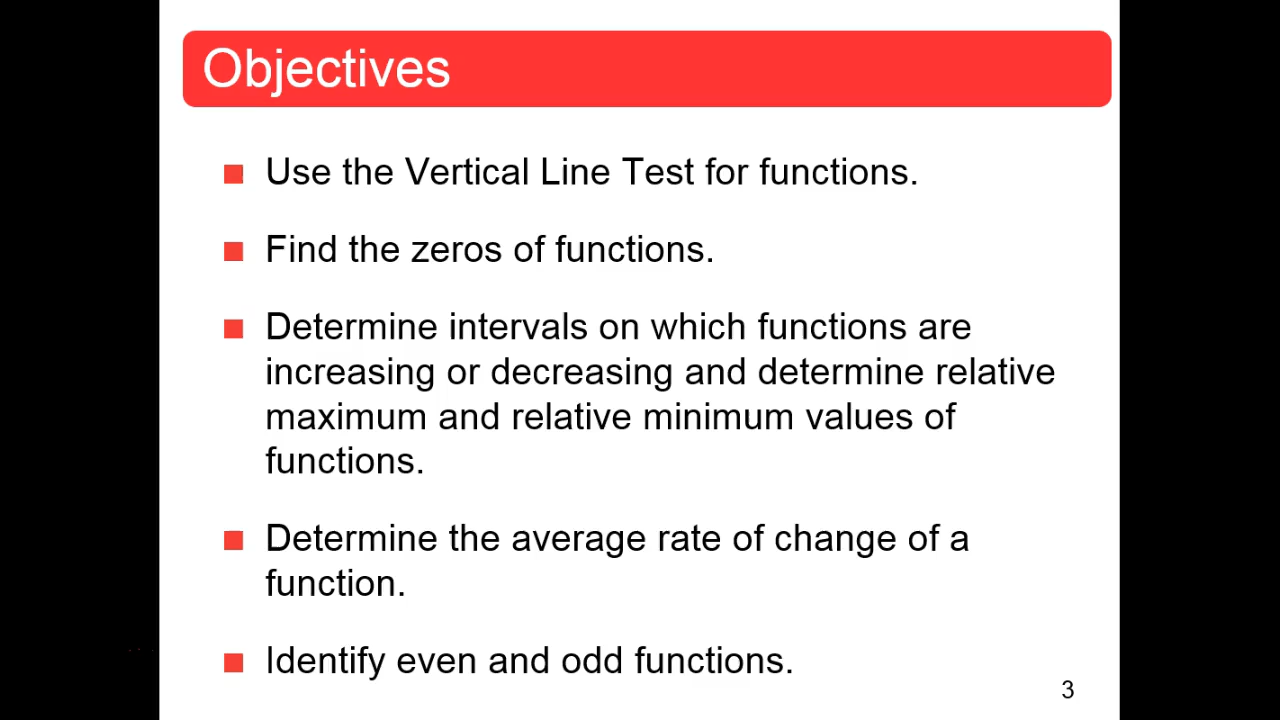 Objectives
Use the Vertical Line Test for functions.
Find the zeros of functions.
Determine intervals on which functions are
increasing or decreasing and determine relative
maximum and relative minimum values of
functions.
Determine the average rate of change of a
function.
Identify even and odd functions.
3